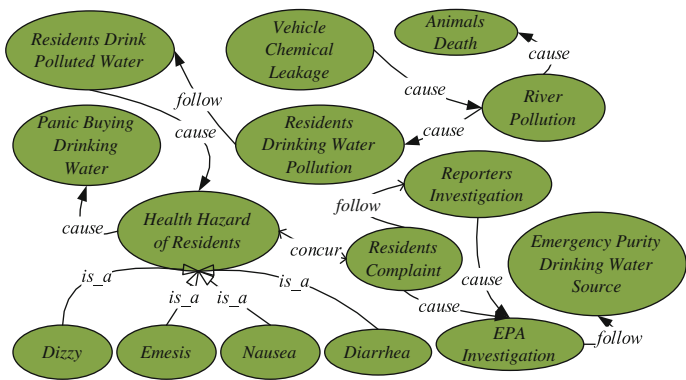 Residents Drink
Polluted Water
Vehicle
Chemical
Leakage
Animals
Death
cause
follow
cause
River
Pollution
Panic Buying
Drinking
Water
cause
Residents
Drinking Water
Pollution
cause
Reporters
Investigation
follow
Health Hazard
of Residents
cause
concur
Residents
Complaint
Emergency Purity
Drinking Water
Source
cause
is_a
is_a
is_a
is_a
cause
follow
Dizzy
Emesis
Nausea
Diarrhea
EPA
Investigation